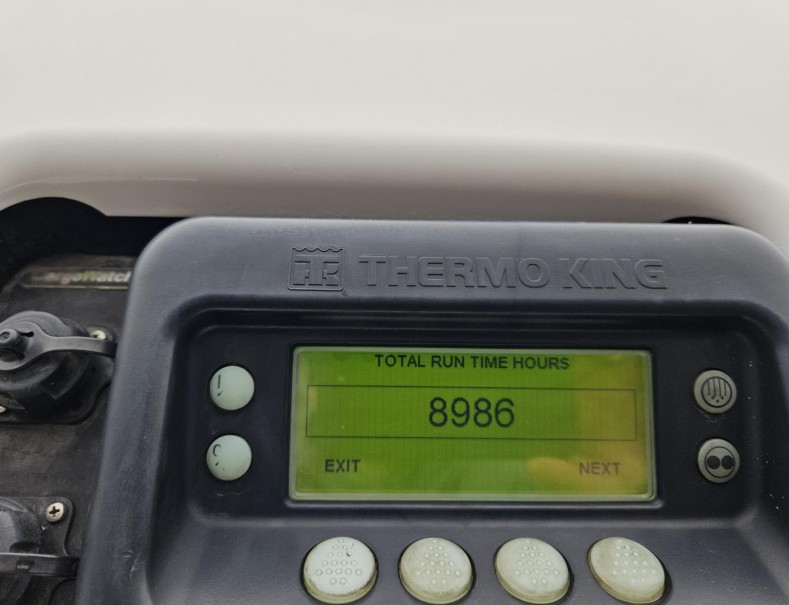 THERMO KING
TOTAL RUN TIME HOURS
8986
EXIT NEXT